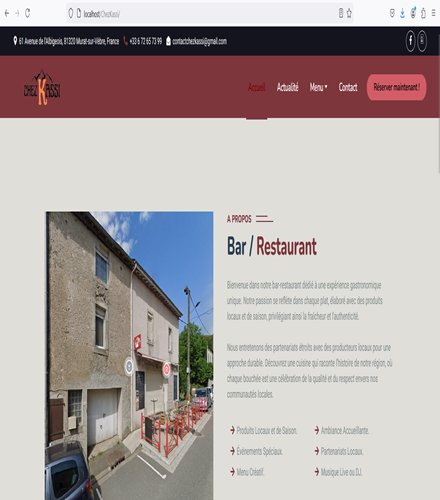 localhost/ChezKassi/
61 Avenue de l'Albigeois, 81320 Murat-sur-Vèbre, France +33 6 72 65 73 99 contactchezkassi@gmail.com
CHEZ KASSI
Accueil Actualité Menu Contact Réserver maintenant !
A PROPOS
Bar / Restaurant
Bienvenue dans notre bar-restaurant dédié à une expérience gastronomique
unique. Notre passion se reflète dans chaque plat, élaboré avec des produits
locaux et de saison, privilégiant ainsi la fraîcheur et l'authenticité.
Nous entretenons des partenariats étroits avec des producteurs locaux pour une
approche durable. Découvrez une cuisine qui raconte l'histoire de notre région, où
chaque bouchée est une célébration de la qualité et du respect envers nos
communautés locales.
Produits Locaux et de Saison. Ambiance Accueillante.
Événements Spéciaux. Partenariats Locaux.
Menu Créatif. Musique Live ou DJ.